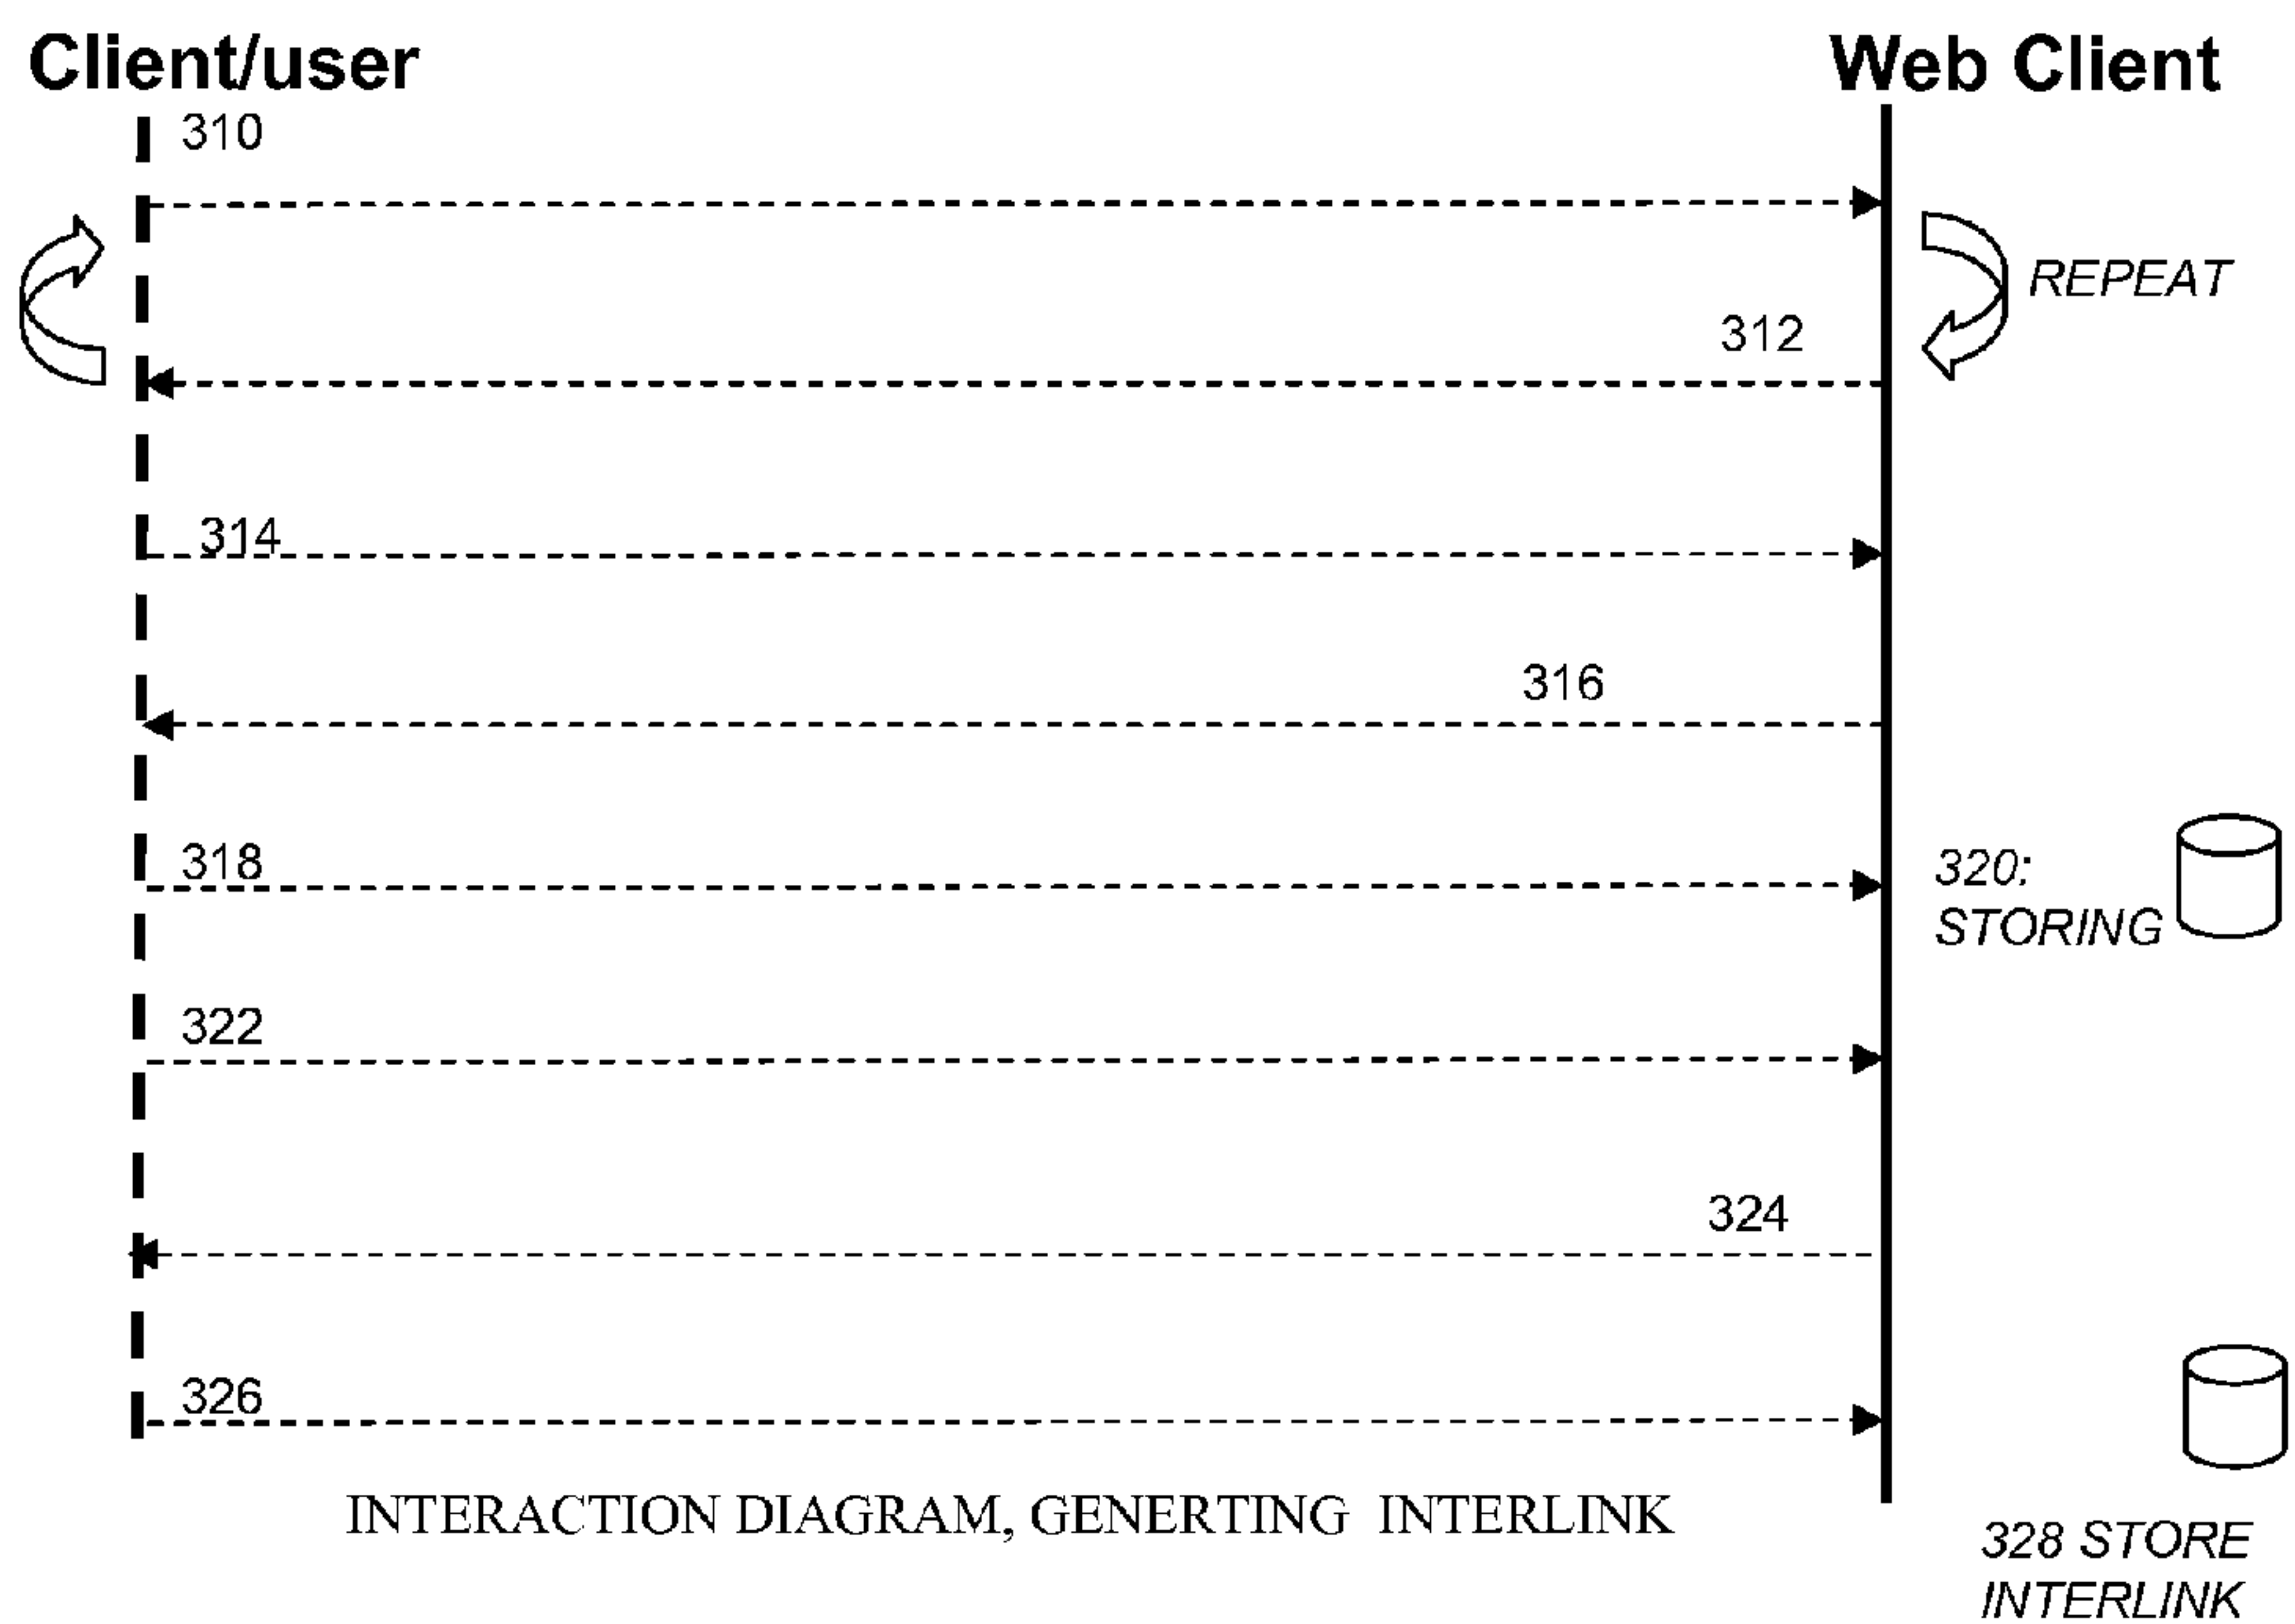 Client/user
Web Client
310
REPEAT
312
314
316
318
320:
STORING
322
324
326
INTERACTION DIAGRAM, GENERTING INTERLINK
328 STORE
INTERLINK